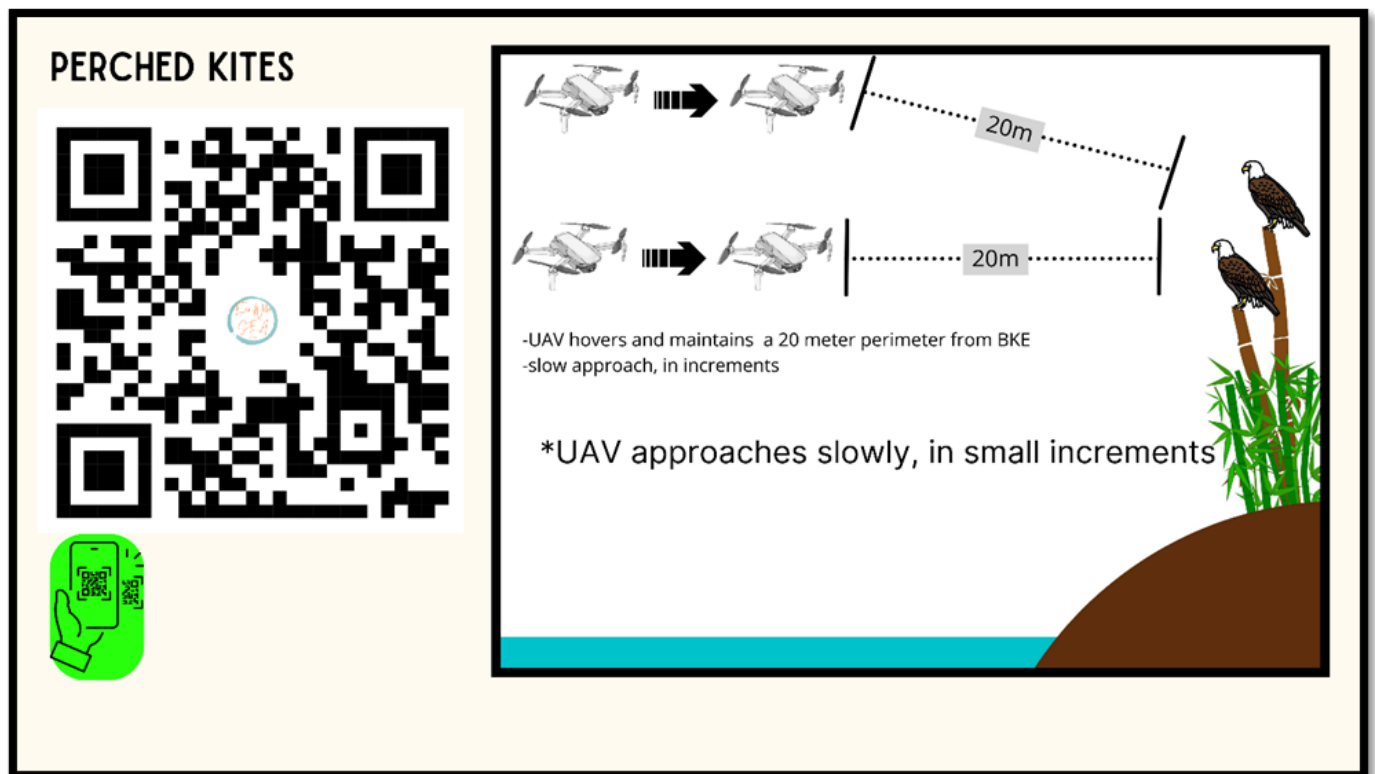 PERCHED KITES
20m
20m
-UAV hovers and maintains a 20 meter perimeter from BKE
-slow approach, in increments
*UAV approaches slowly, in small increments